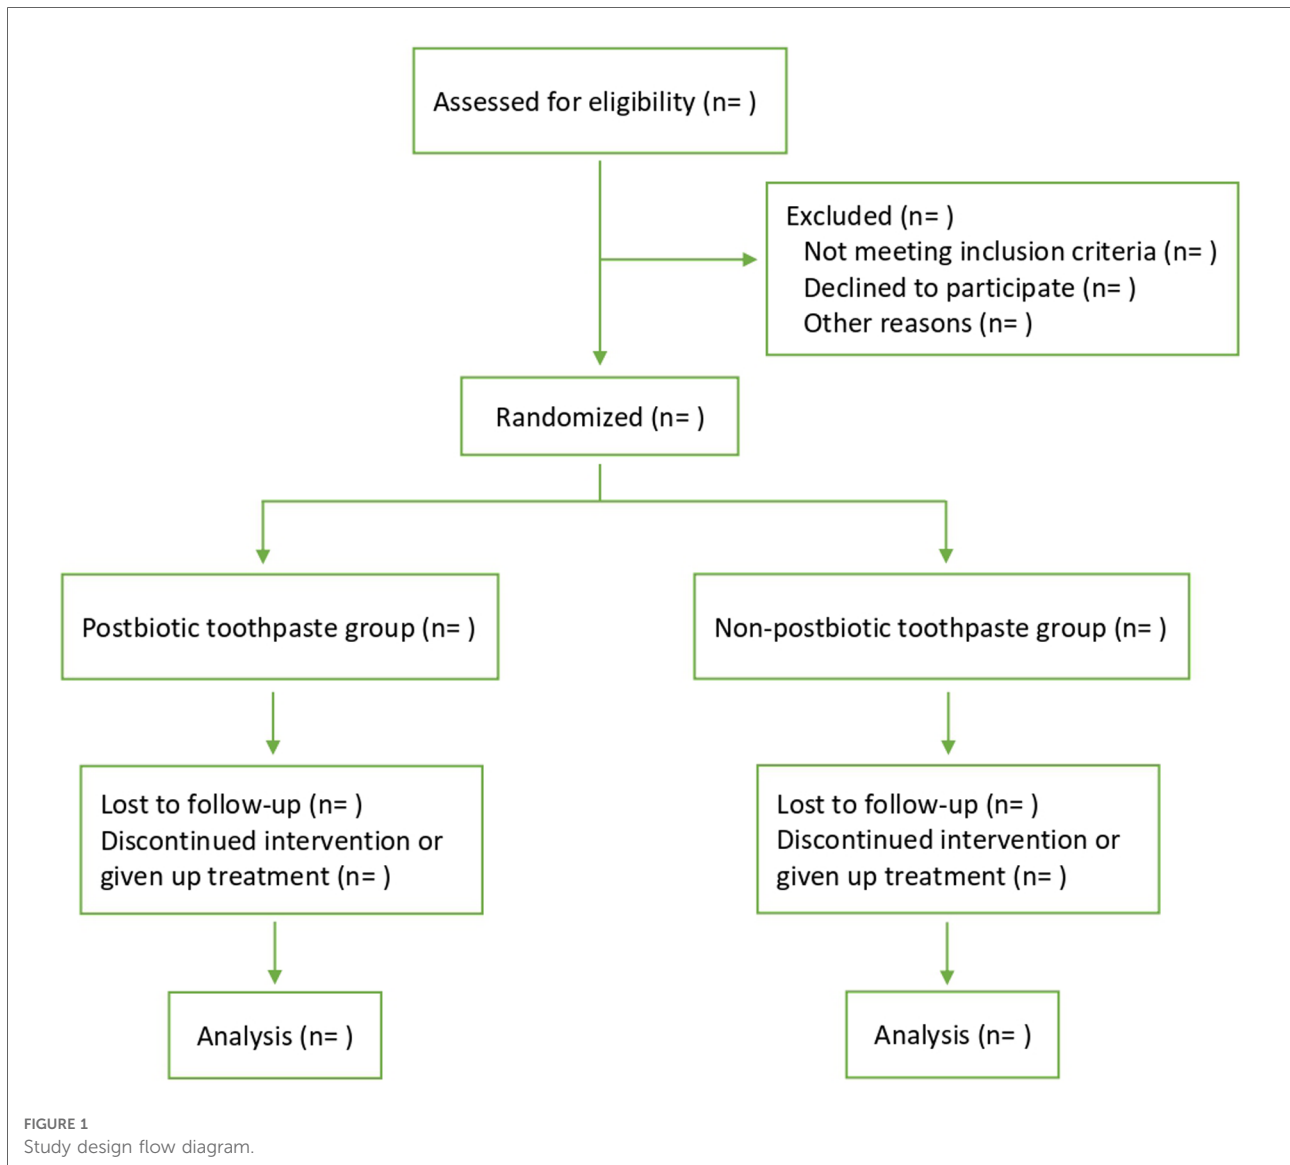 Assessed for eligibility (n= )
Excluded (n= )
Not meeting inclusion criteria (n= )
Declined to participate (n= )
Other reasons (n= )
Randomized (n= )
Postbiotic toothpaste group (n= )
Non-postbiotic toothpaste group (n= )
Lost to follow-up (n= )
Discontinued intervention or
given up treatment (n= )
Lost to follow-up (n= )
Discontinued intervention or
given up treatment (n= )
Analysis (n= )
Analysis (n= )
FIGURE 1
Study design flow diagram.